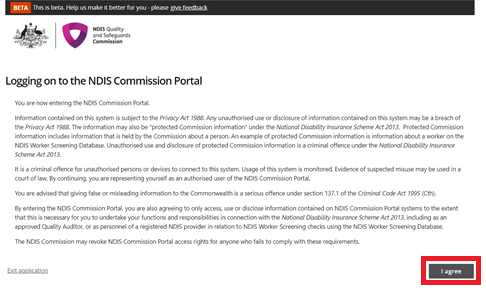 BETA This is beta. Help us make it better for you - please give feedback
NDIS Quality
and Safeguards
Commission
Logging on to the NDIS Commission Portal
You are now entering the NDIS Commission Portal.
Information contained on this system is subject to the Privacy Act 1988. Any unauthorised use or disclosure of information contained on this system may be a breach of
the Privacy Act 1988. The information may also be "protected Commission information" under the National Disability Insurance Scheme Act 2013. Protected Commission
information includes information that is held by the Commission about a person. An example of protected Commission information is information about a worker on the
NDIS Worker Screening Database. Unauthorised use and disclosure of protected Commission information is a criminal offence under the National Disability Insurance
Scheme Act 2013.
It is a criminal offence for unauthorised persons or devices to connect to this system. Usage of this system is monitored. Evidence of suspected misuse may be used in a
court of law. By continuing, you are representing yourself as an authorised user of the NDIS Commission Portal.
You are advised that giving false or misleading information to the Commonwealth is a serious offence under section 137.1 of the Criminal Code Act 1995 (Cth).
By entering the NDIS Commission Portal, you are also agreeing to only access, use or disclose information contained on NDIS Commission Portal systems to the extent
that this is necessary for you to undertake your functions and responsibilities in connection with the National Disability Insurance Scheme Act 2013, including as an
approved Quality Auditor, or as personnel of a registered NDIS provider in relation to NDIS Worker Screening checks using the NDIS Worker Screening Database.
The NDIS Commission may revoke NDIS Commission Portal access rights for anyone who fails to comply with these requirements.
Exit application
I agree